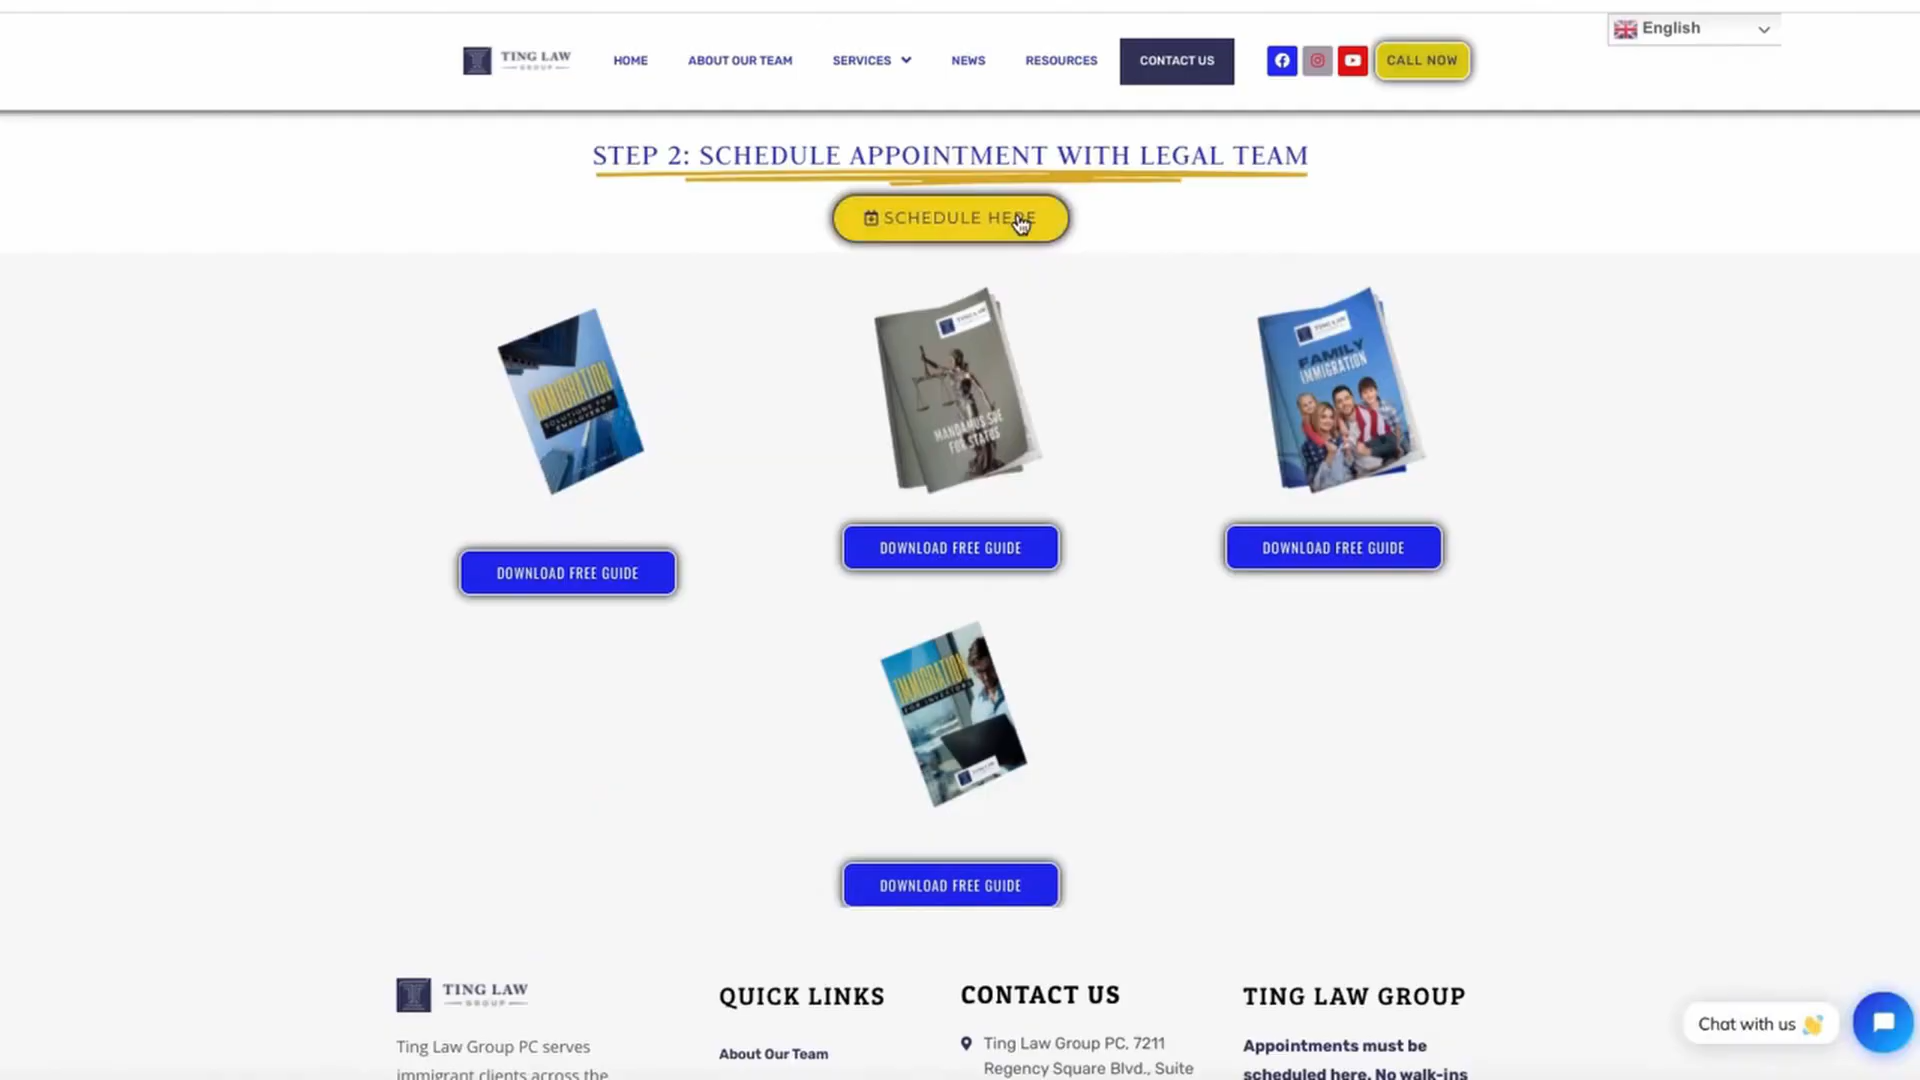 English
TING LAW
GROUP
HOME
ABOUT OUR TEAM
SERVICES
NEWS
RESOURCES
CONTACT US
CALL NOW
STEP 2: SCHEDULE APPOINTMENT WITH LEGAL TEAM
SCHEDULE HERE
IMMIGRATION
SOLUTIONS FOR
EMPLOYERS
TING LAW
MANDAMUS SUE
FOR STATUS
TING LAW
FAMILY
IMMIGRATION
DOWNLOAD FREE GUIDE
DOWNLOAD FREE GUIDE
DOWNLOAD FREE GUIDE
IMMIGRATION
FOR INVESTORS
DOWNLOAD FREE GUIDE
TING LAW
GROUP
Ting Law Group PC serves
immigrant clients across the
QUICK LINKS
About Our Team
CONTACT US
Ting Law Group PC, 7211
Regency Square Blvd., Suite
TING LAW GROUP
Appointments must be
scheduled here. No walk-ins
Chat with us 👋